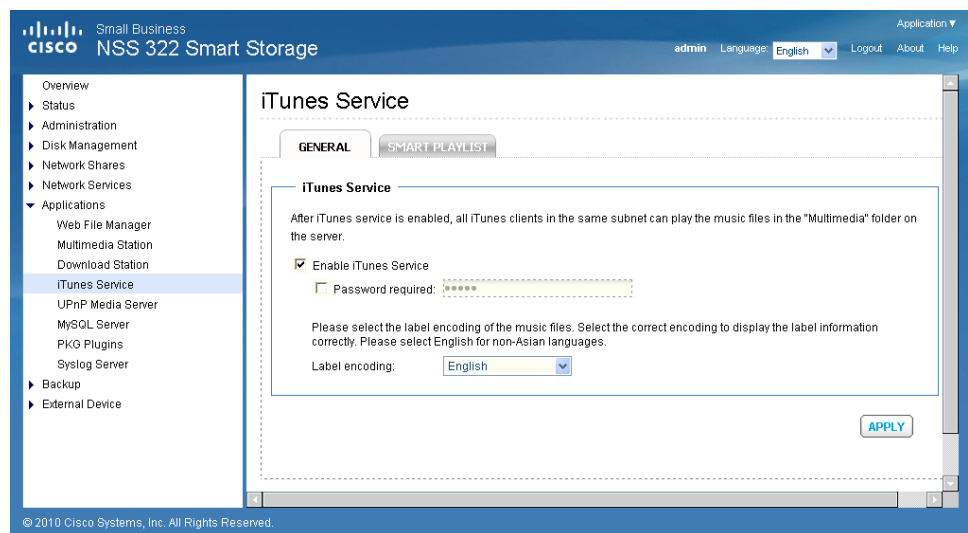 Small Business
CISCO NSS 322 Smart Storage
Application ▼
admin Language: English Logout About Help
Overview
Status
Administration
Disk Management
Network Shares
Network Services
Applications
Web File Manager
Multimedia Station
Download Station
iTunes Service
UPnP Media Server
MySQL Server
PKG Plugins
Syslog Server
Backup
External Device
iTunes Service
GENERAL SMART PLAYLIST
iTunes Service
After iTunes service is enabled, all iTunes clients in the same subnet can play the music files in the "Multimedia" folder on
the server.
Enable iTunes Service
Password required: •••••
Please select the label encoding of the music files. Select the correct encoding to display the label information
correctly. Please select English for non-Asian languages.
Label encoding: English
APPLY
© 2010 Cisco Systems, Inc. All Rights Reserved.